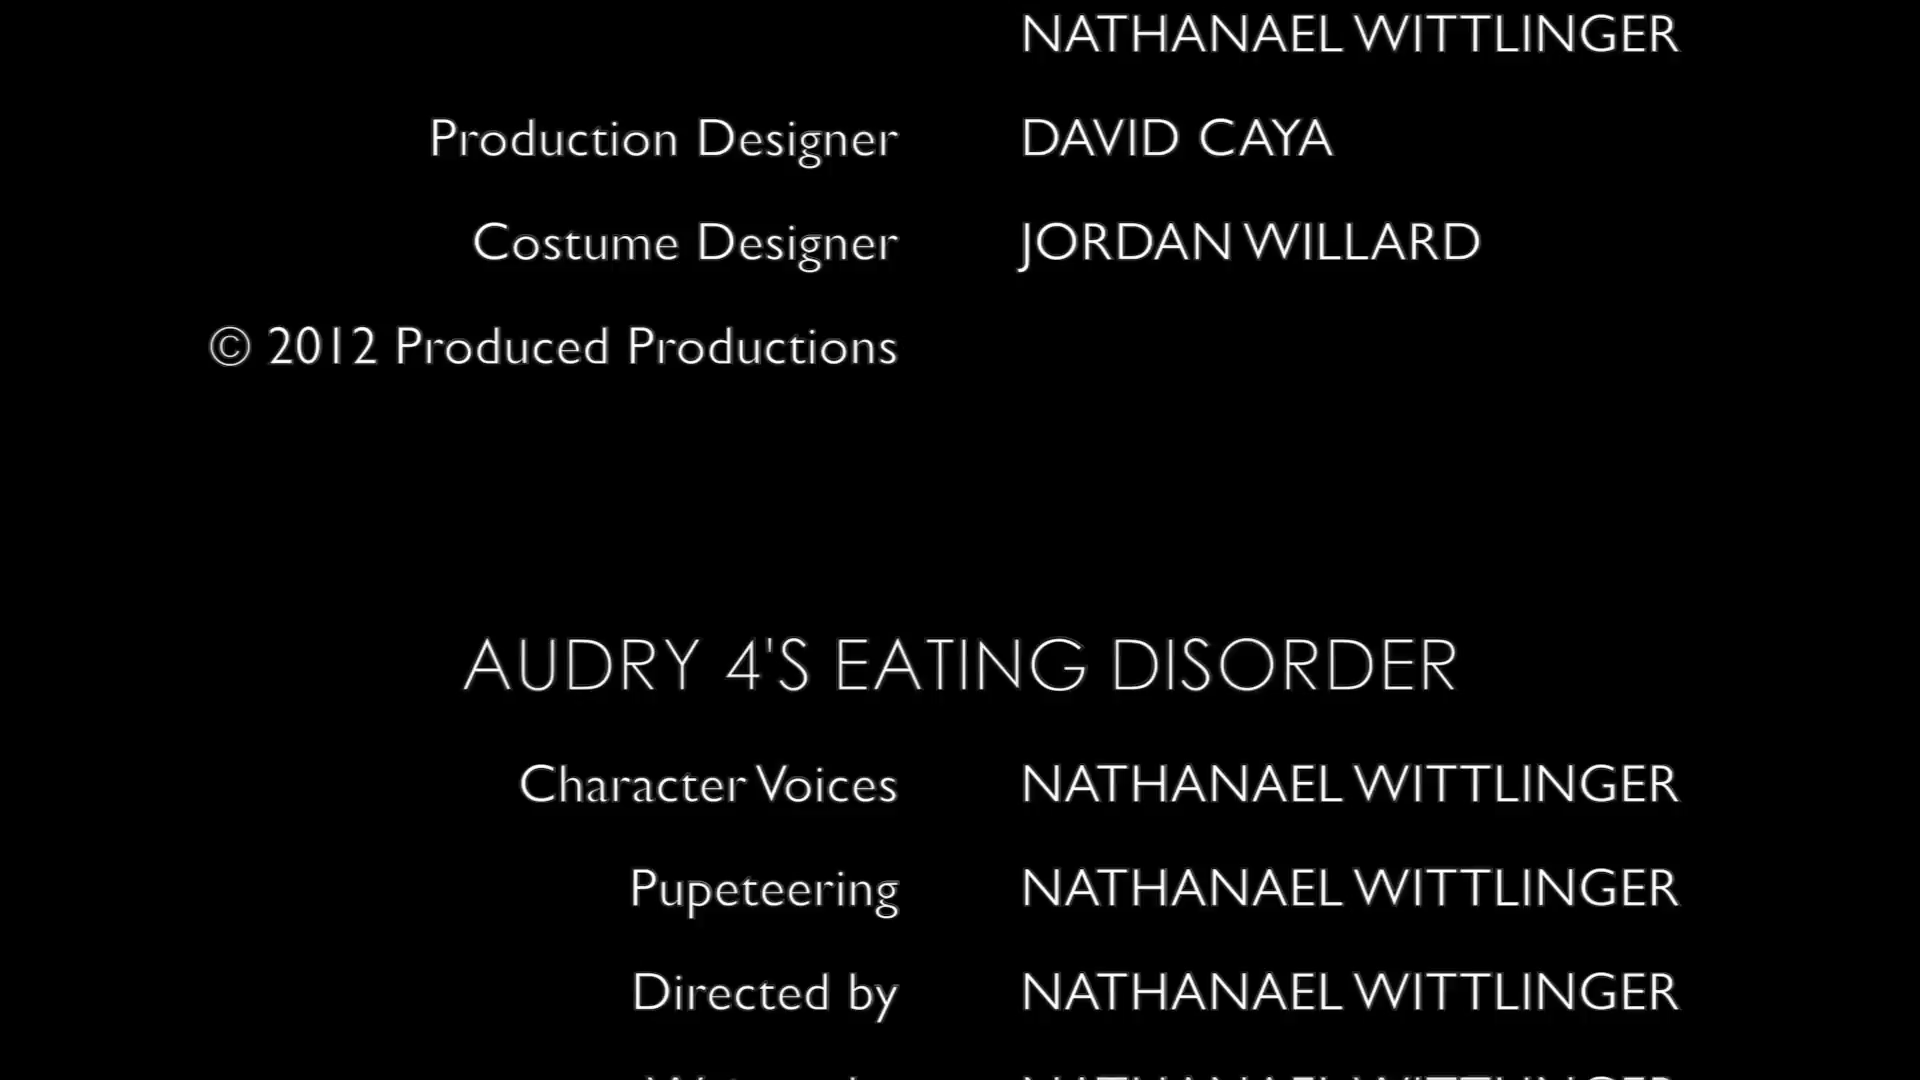 NATHANAEL WITTLINGER
Production Designer DAVID CAYA
Costume Designer JORDAN WILLARD
© 2012 Produced Productions
AUDRY 4'S EATING DISORDER
Character Voices NATHANAEL WITTLINGER
Pupeteering NATHANAEL WITTLINGER
Directed by NATHANAEL WITTLINGER